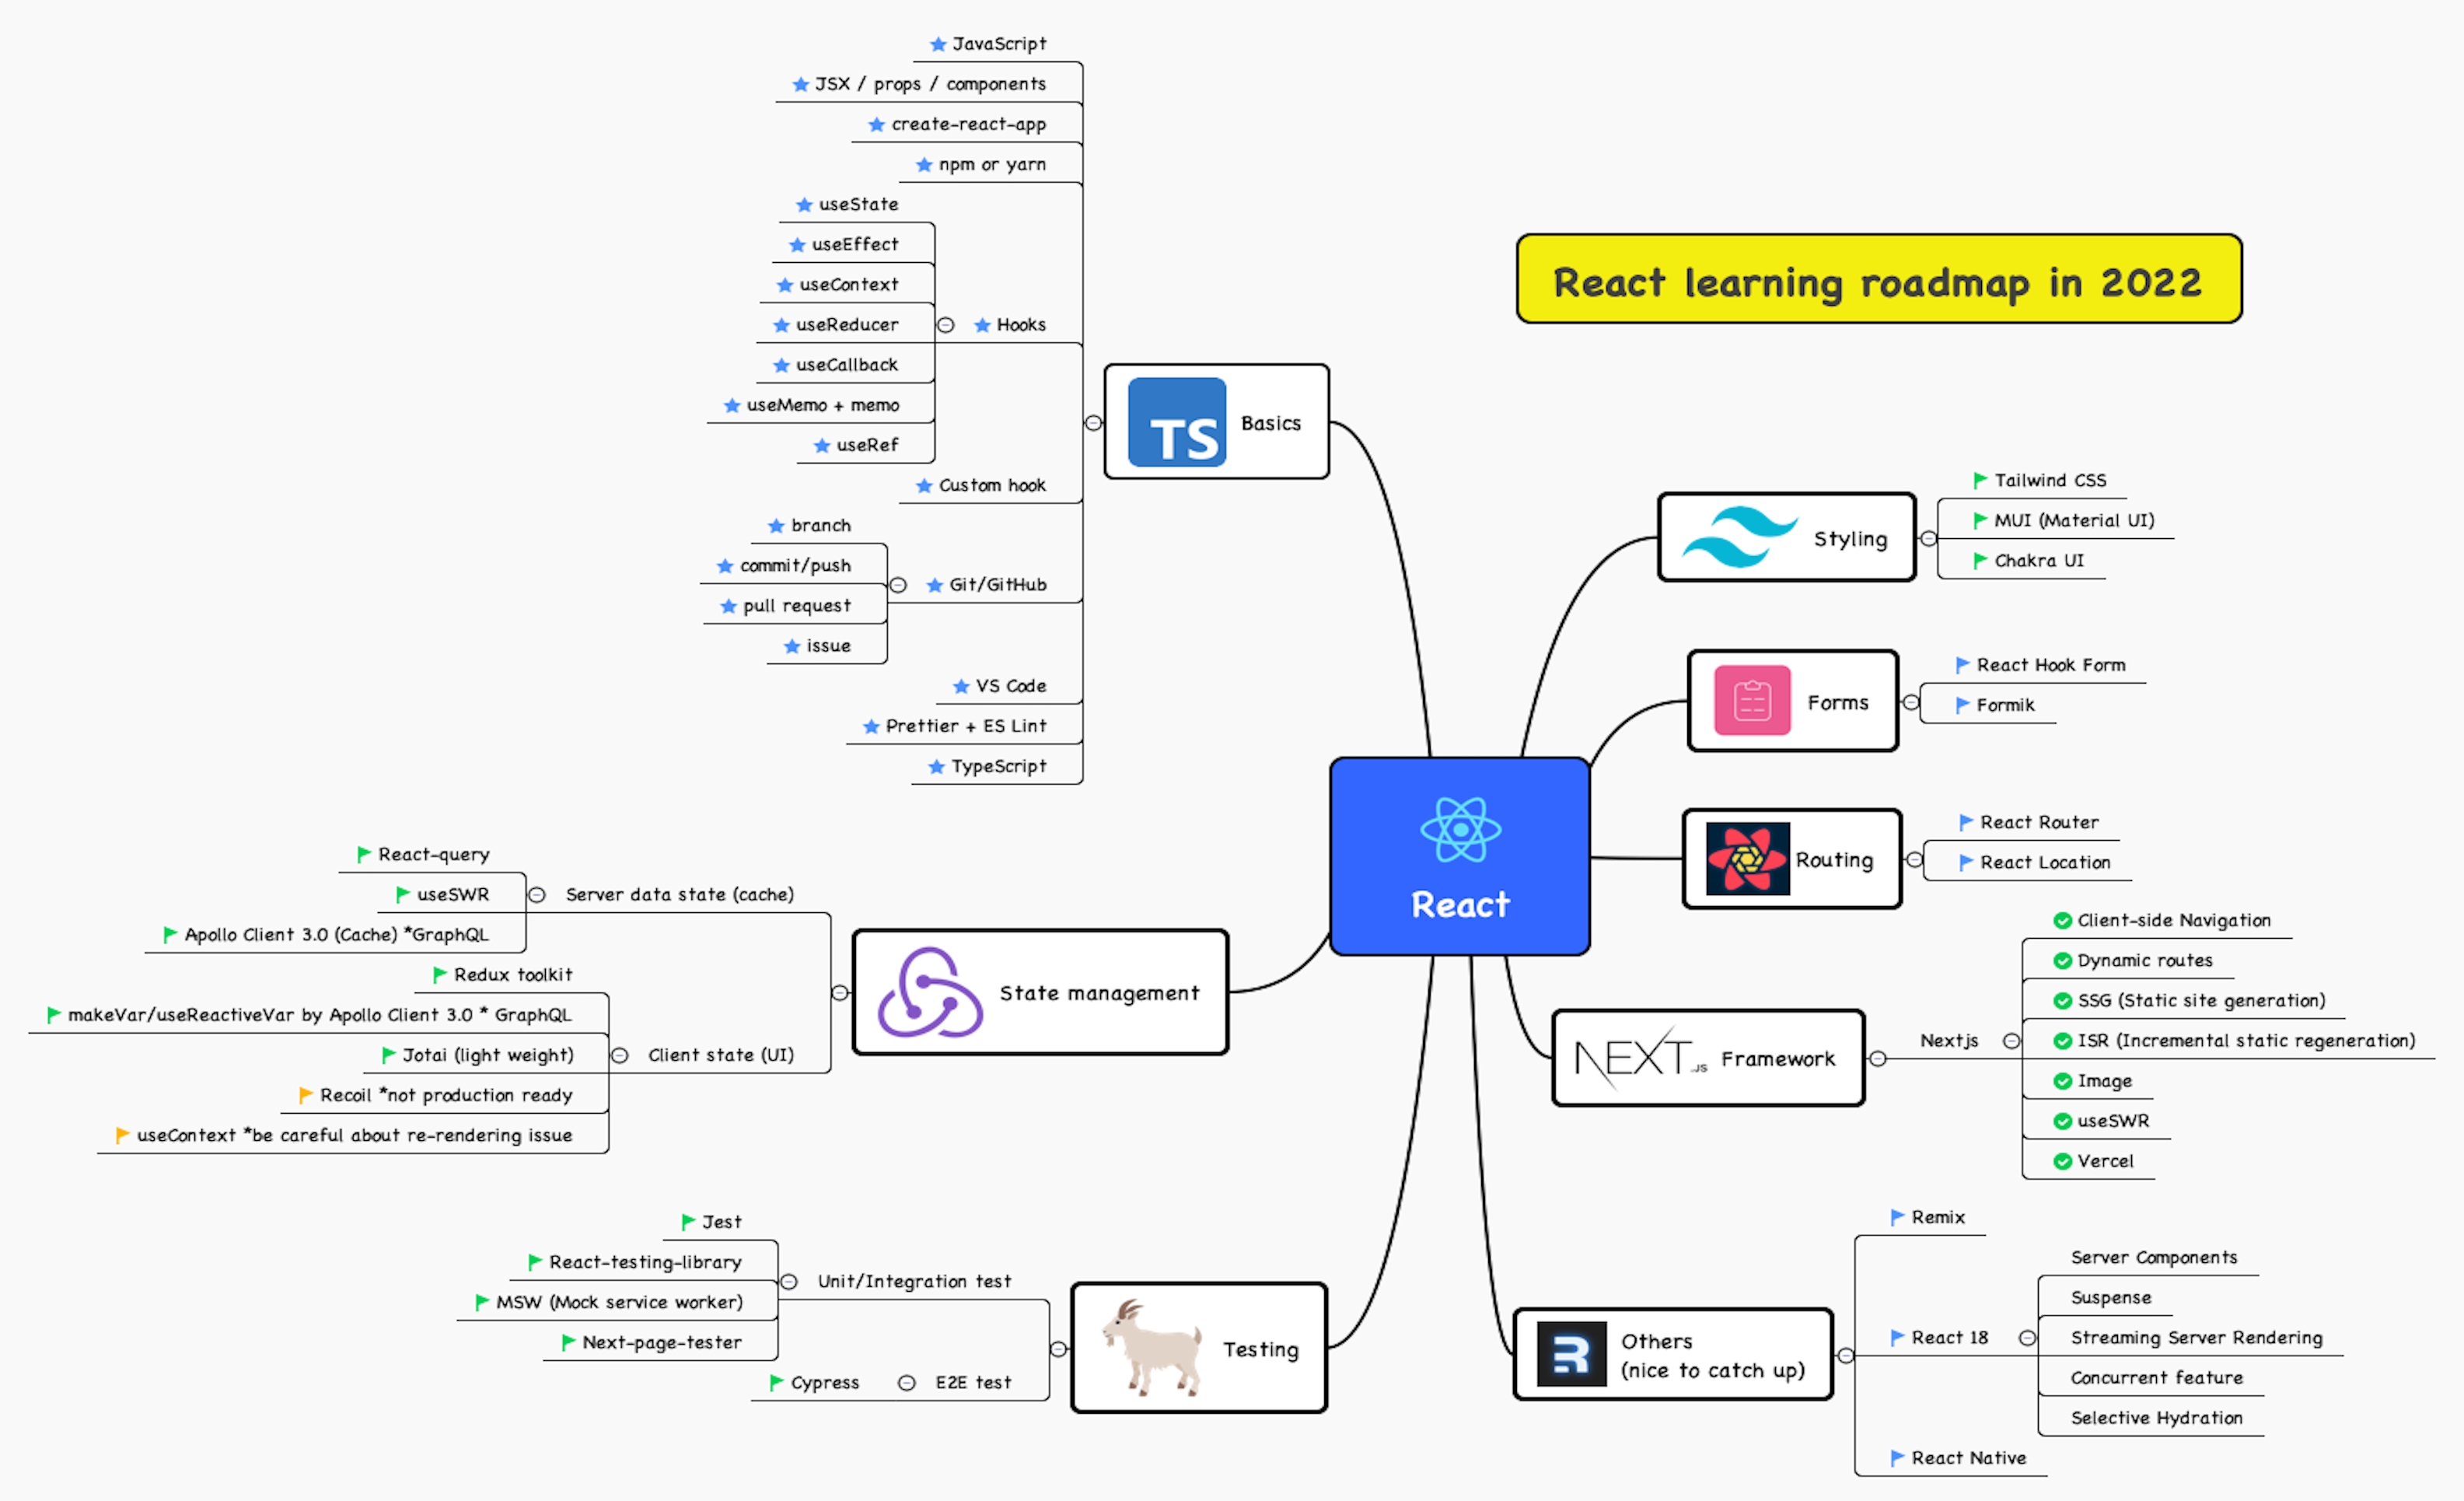 React learning roadmap in 2022
React
TS
Basics
JavaScript
JSX / props / components
create-react-app
npm or yarn
Hooks
useState
useEffect
useContext
useReducer
useCallback
useMemo + memo
useRef
Custom hook
Git/GitHub
branch
commit/push
pull request
issue
VS Code
Prettier + ES Lint
TypeScript
State management
Server data state (cache)
React-query
useSWR
Apollo Client 3.0 (Cache) *GraphQL
Client state (UI)
Redux toolkit
makeVar/useReactiveVar by Apollo Client 3.0 * GraphQL
Jotai (light weight)
Recoil *not production ready
useContext *be careful about re-rendering issue
Testing
Unit/Integration test
Jest
React-testing-library
MSW (Mock service worker)
Next-page-tester
E2E test
Cypress
Styling
Tailwind CSS
MUI (Material UI)
Chakra UI
Forms
React Hook Form
Formik
Routing
React Router
React Location
NEXT.JS
Framework
Nextjs
Client-side Navigation
Dynamic routes
SSG (Static site generation)
ISR (Incremental static regeneration)
Image
useSWR
Vercel
R
Others
(nice to catch up)
Remix
React 18
Server Components
Suspense
Streaming Server Rendering
Concurrent feature
Selective Hydration
React Native